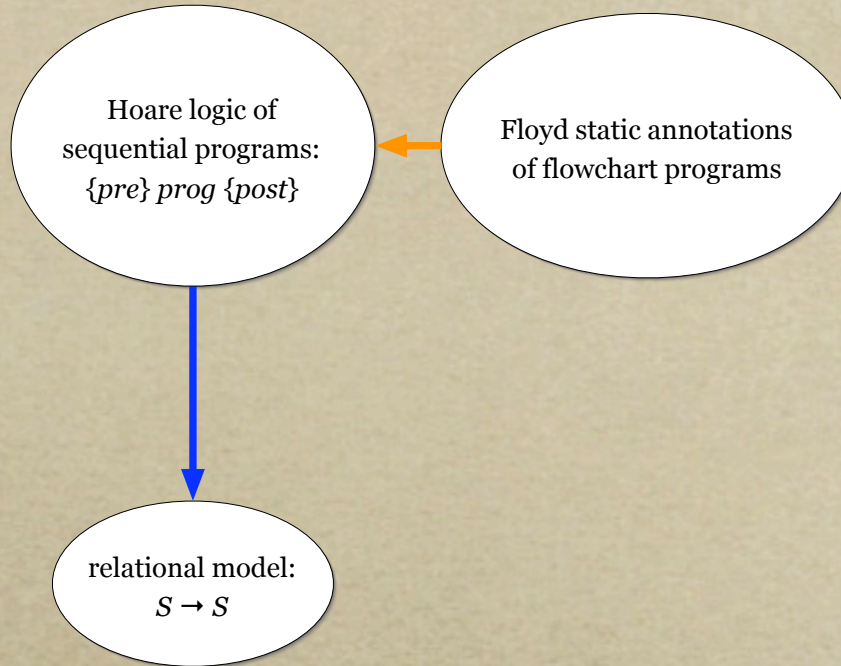 Hoare logic of
sequential programs:
{pre} prog {post}
Floyd static annotations
of flowchart programs
relational model:
S → S